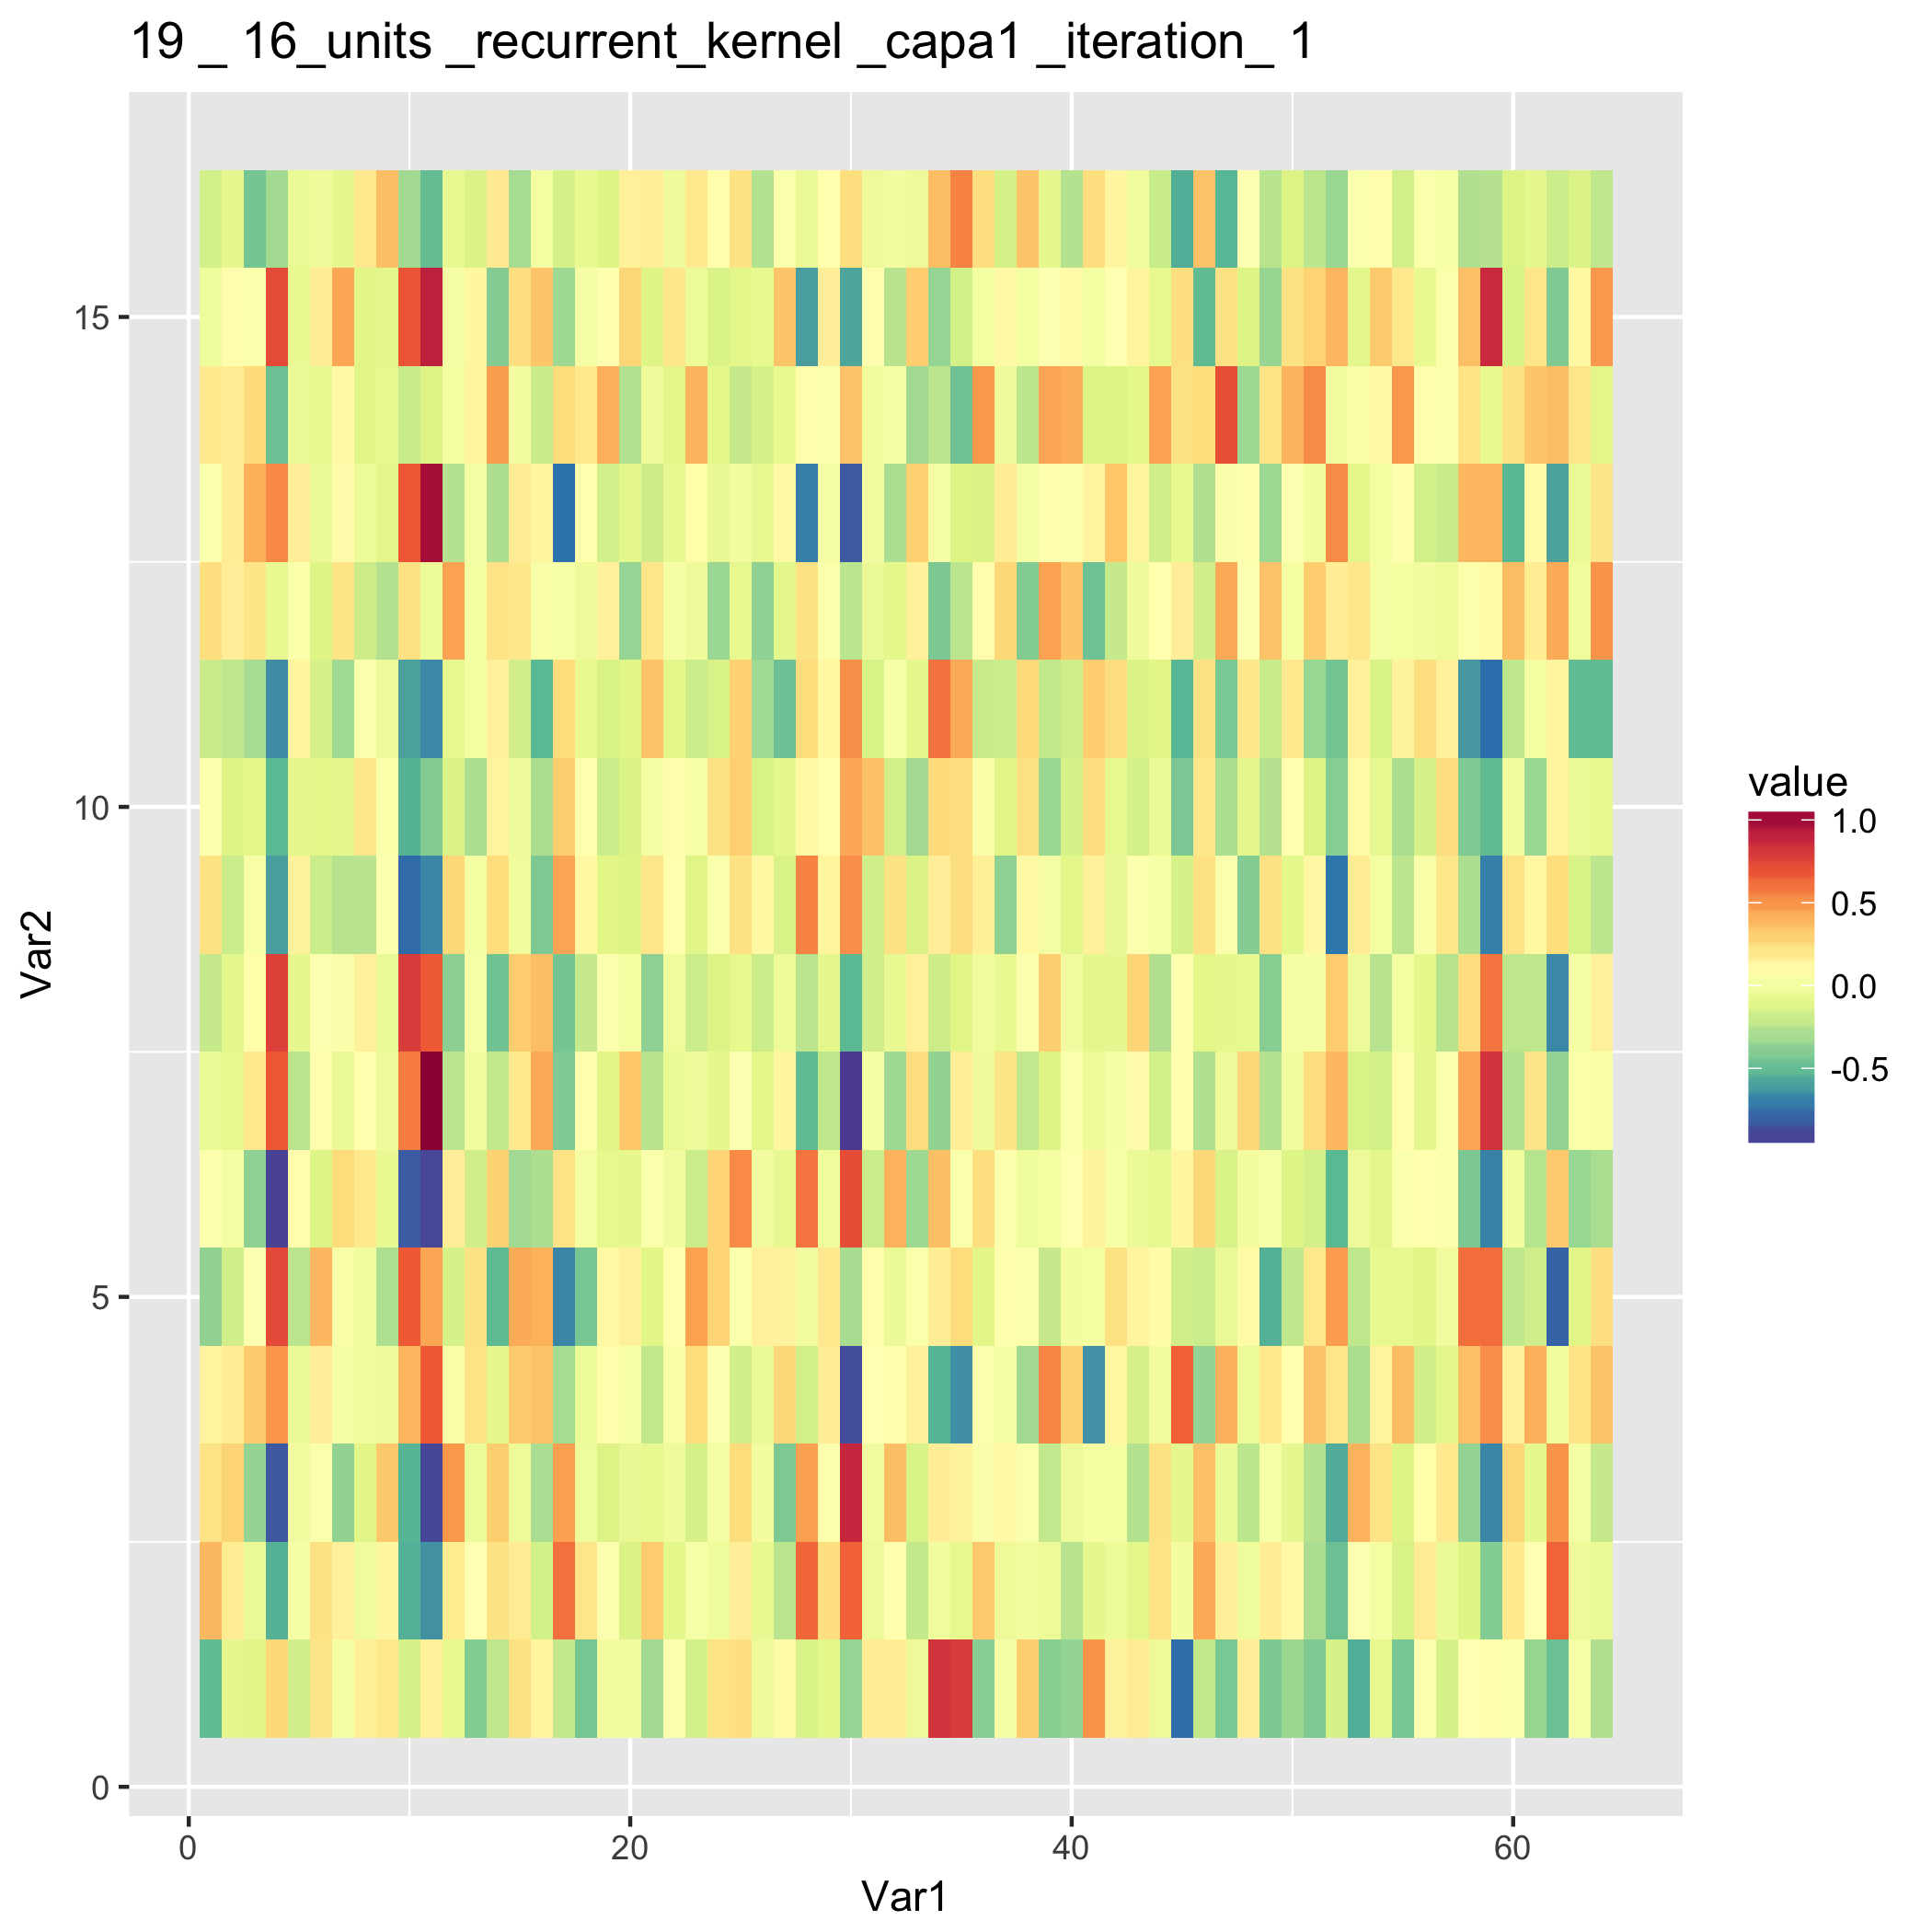 19 _ 16_units _recurrent_kernel _capa1 _iteration_ 1
15
10
5
0
Var2
0 20 40 60
Var1
value
1.0
0.5
0.0
-0.5